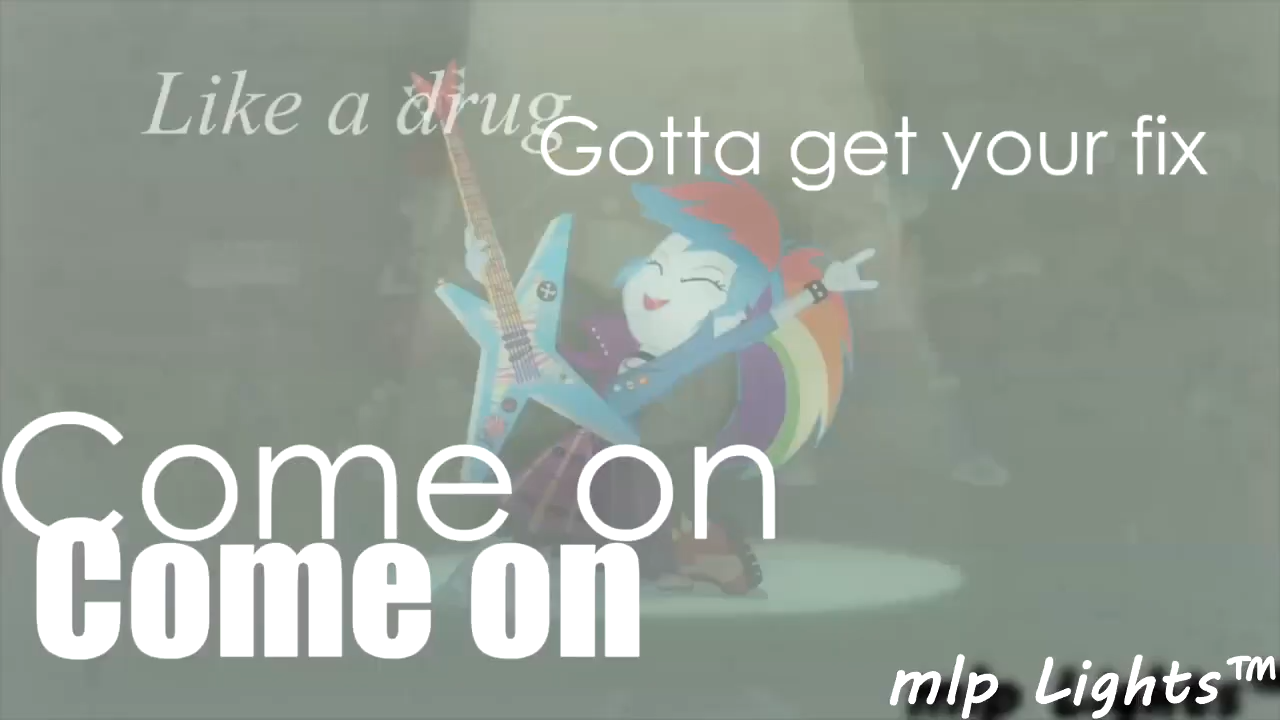 Like a drug
Gotta get your fix
Come on
Come on
mlp Lights™